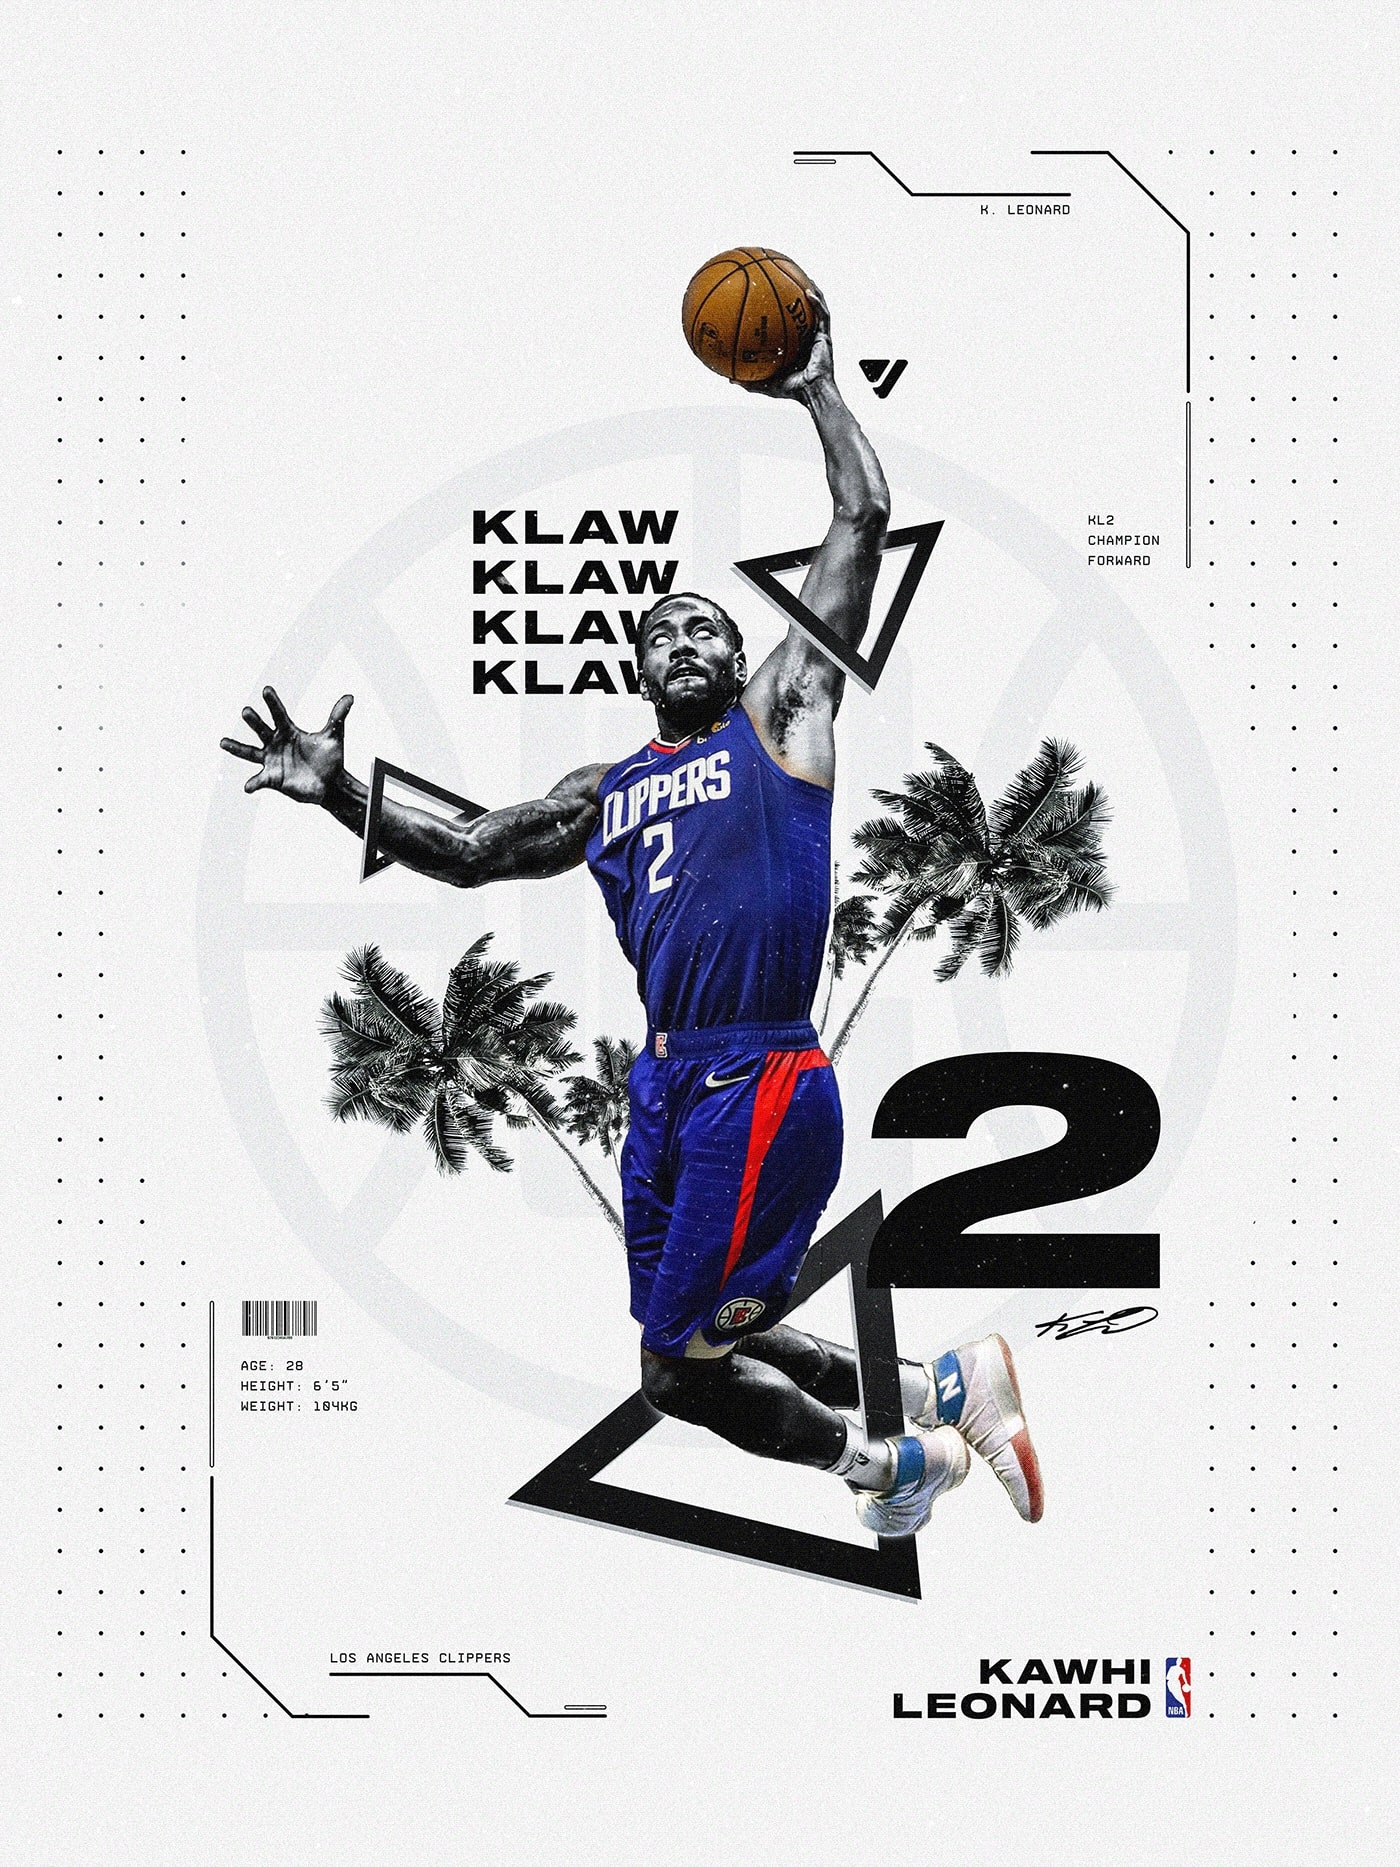 K. LEONARD
SPA
KLAW
KLAW
KLAW
KLAW
KL2
CHAMPION
FORWARD
CLIPPERS
2
2
AGE: 28
HEIGHT: 6'5"
WEIGHT: 104KG
N
LOS ANGELES CLIPPERS
KAWHI
LEONARD
NBA